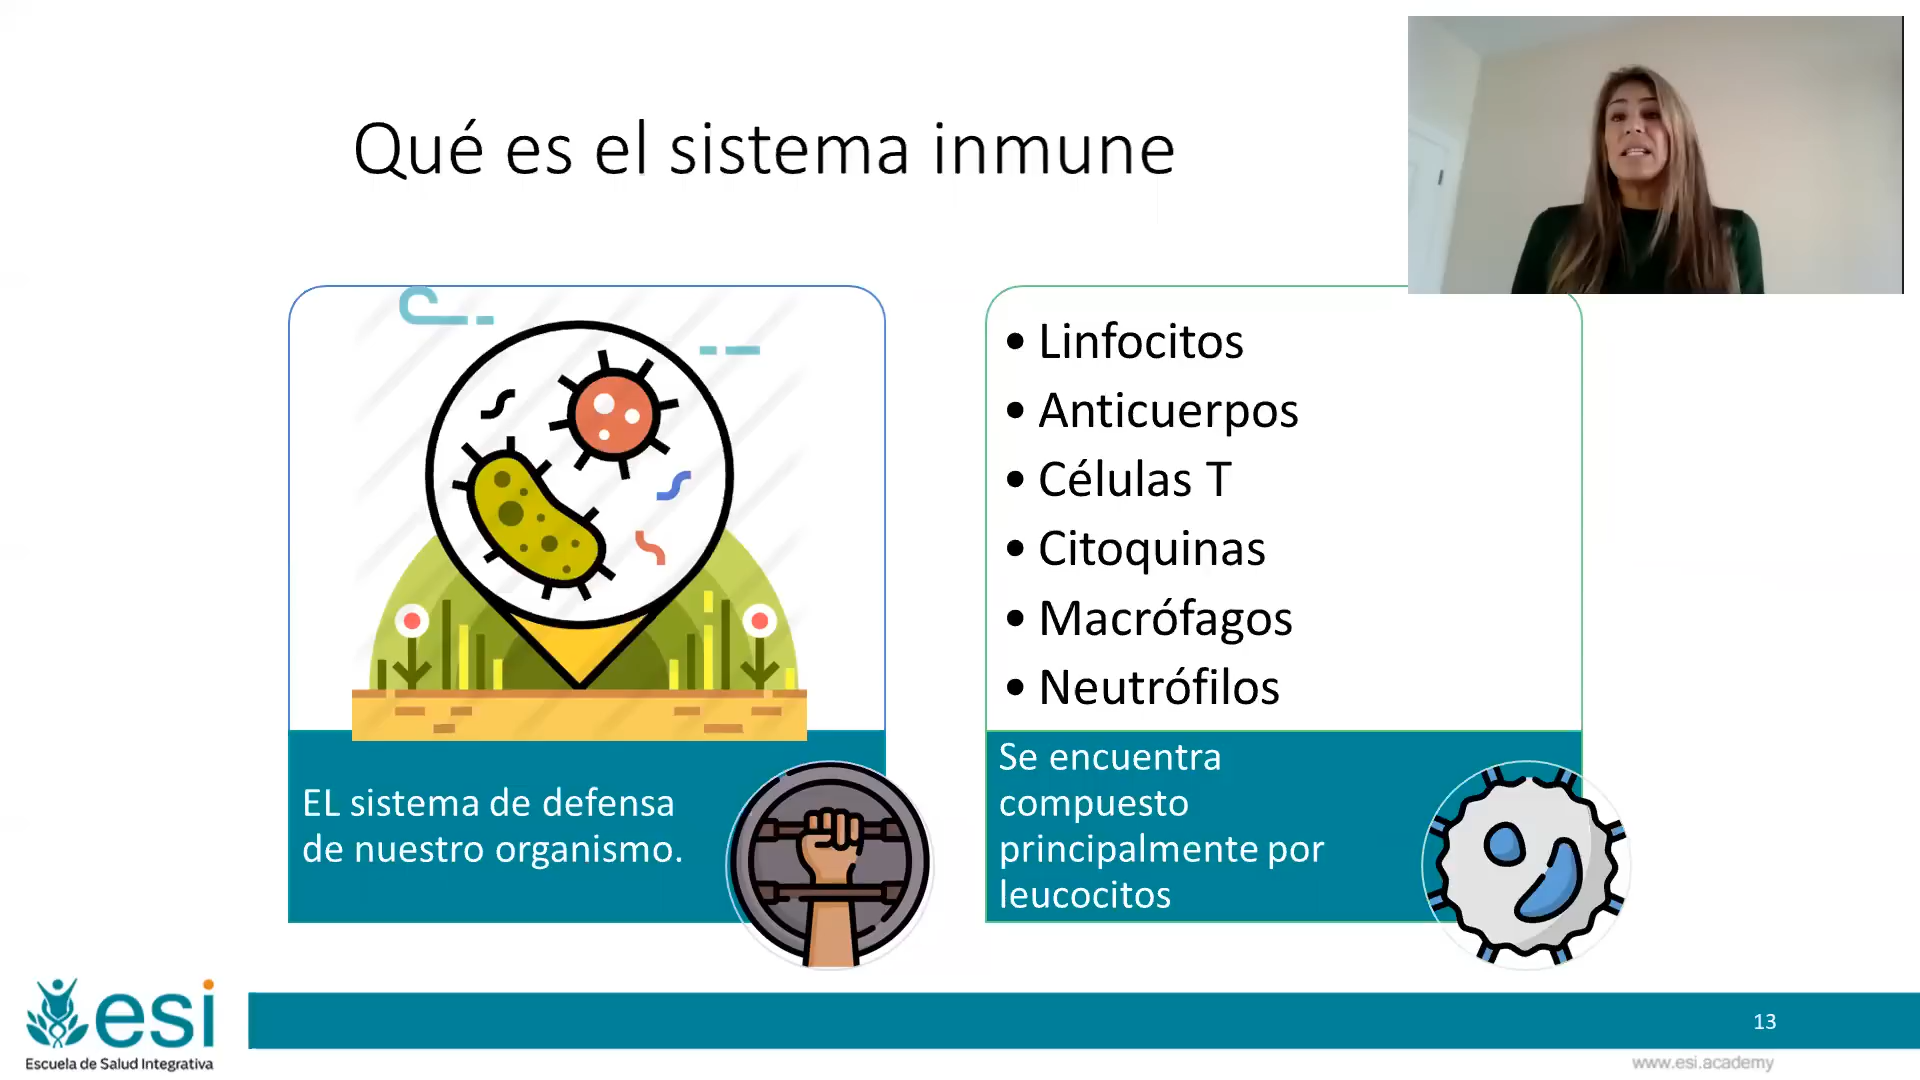 Qué es el sistema inmune
EL sistema de defensa
de nuestro organismo.
• Linfocitos
• Anticuerpos
• Células T
• Citoquinas
• Macrófagos
• Neutrófilos
Se encuentra
compuesto
principalmente por
leucocitos
esi
Escuela de Salud Integrativa
13
www.esi.academy